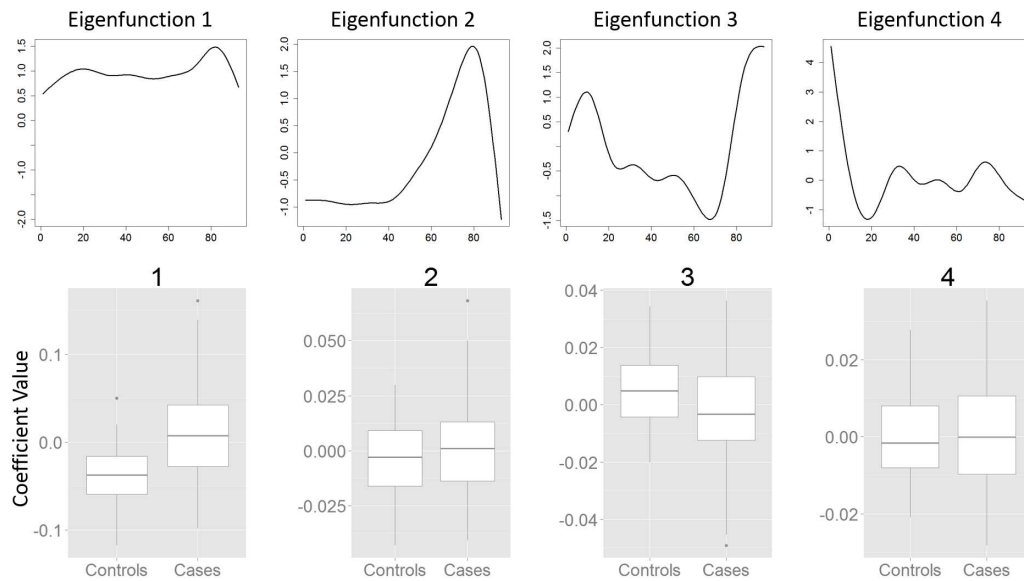 Eigenfunction 1 Eigenfunction 2 Eigenfunction 3 Eigenfunction 4
1.5 2.0 2.0 4
1.0 1.5 1.5 3
0.5 1.0 1.0 2
0.0 0.5 0.5 1
-1.0 0.0 -0.5 0
-2.0 -0.5 -1.5 -1
-1.0
0 20 40 60 80 0 20 40 60 80 0 20 40 60 80 0 20 40 60 80
1 2 3 4
Coefficient Value
0.1 0.050 0.04 0.02
0.0 0.025 0.02 0.00
-0.1 0.000 0.00 -0.02
-0.025 -0.02
-0.04
Controls Cases Controls Cases Controls Cases Controls Cases